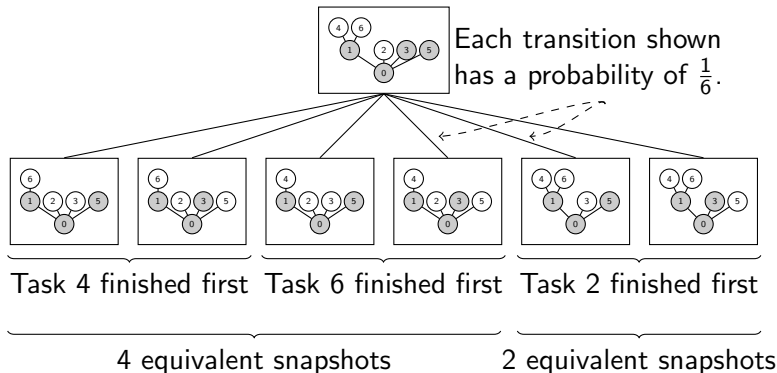 4 6
1 2 3 5
0
Each transition shown
has a probability of 1/6.
6
1 2 3 5
0
6
1 2 3 5
0
4
1 2 3 5
0
4
1 2 3 5
0
4 6
1 3 5
0
4 6
1 3 5
0
Task 4 finished first
Task 6 finished first
Task 2 finished first
4 equivalent snapshots
2 equivalent snapshots